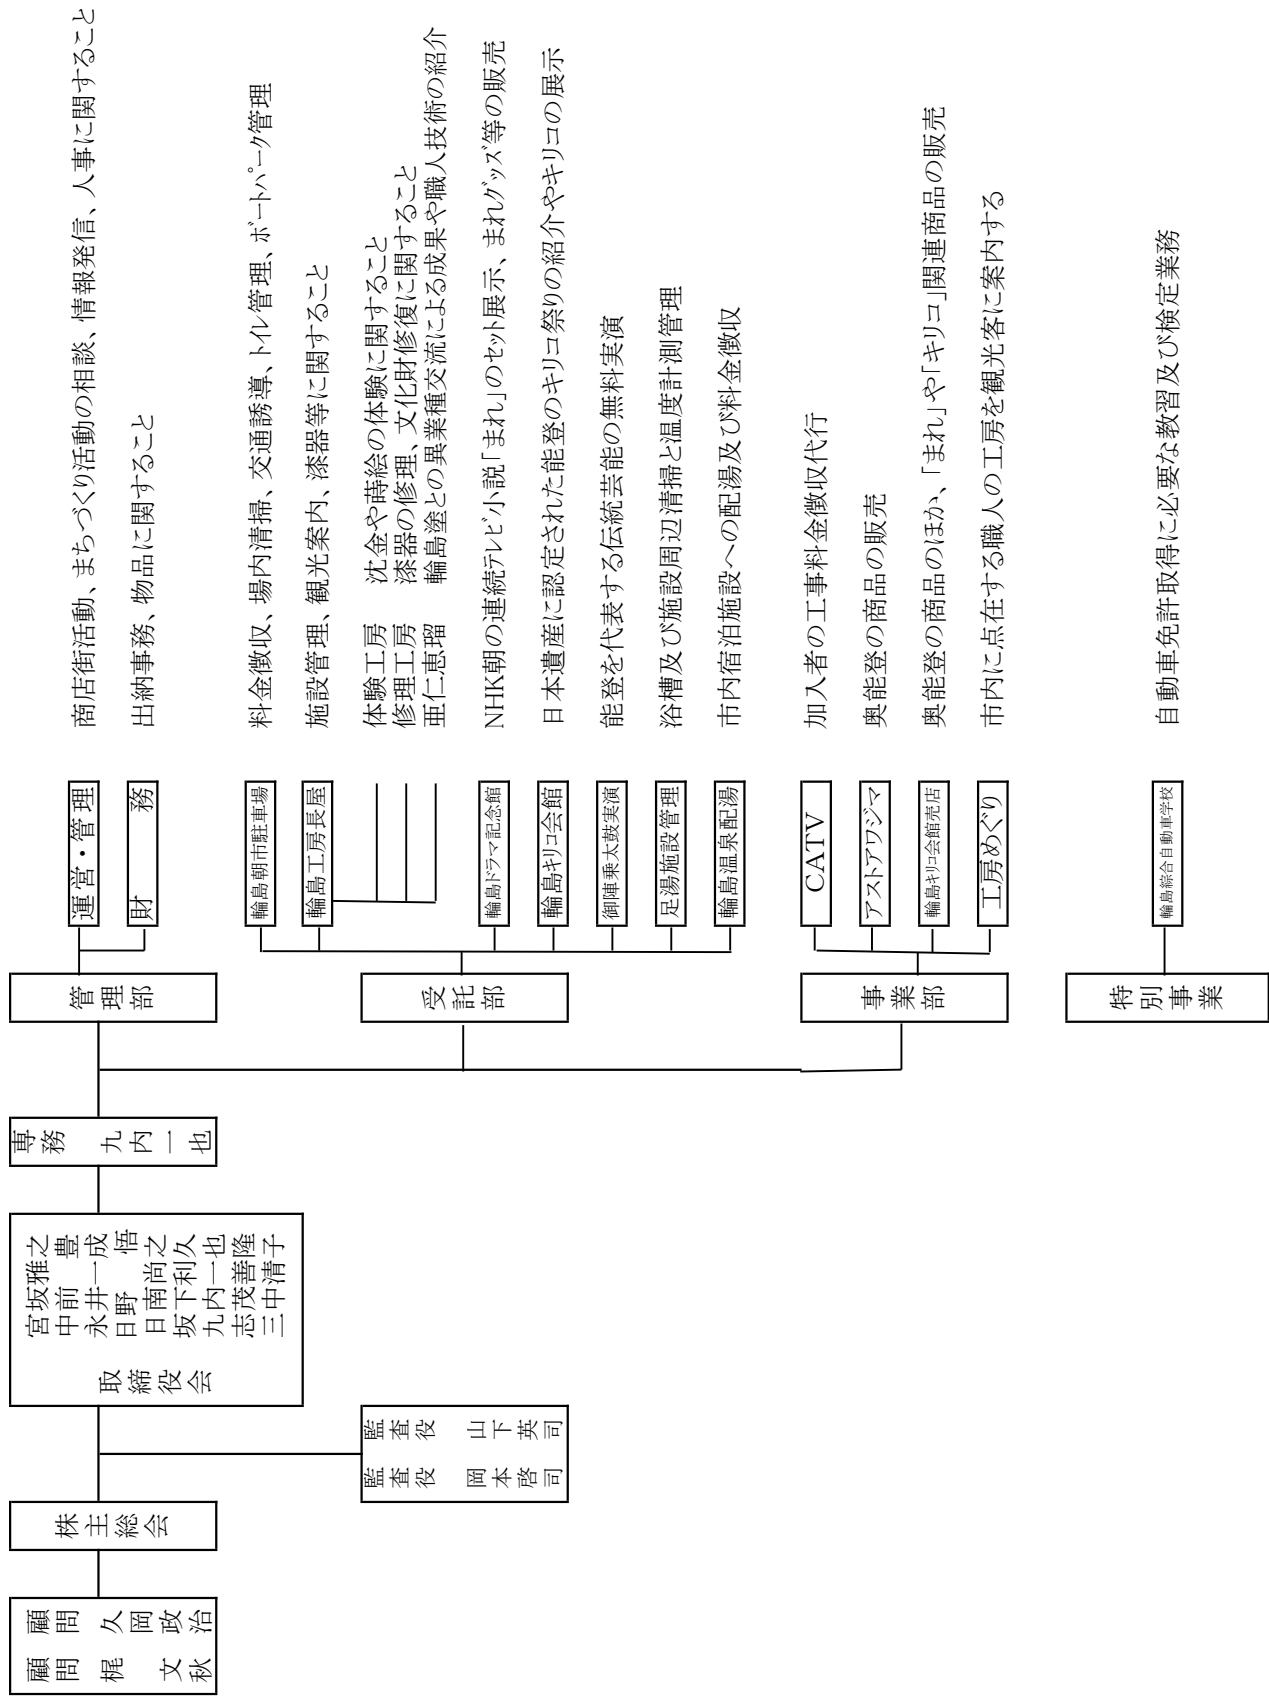 顧問 久岡政治
顧問 梶 文秋
株主総会
監査役 山下英司
監査役 岡本啓司
取締役会
宮坂雅之
中前 豊
永井一成
日野 悟
日南尚之
坂下利久
九内一也
志茂善隆
三中清子
専務 九内一也
管理部
運営・管理 商店街活動、まちづくり活動の相談、情報発信、人事に関すること
財 務 出納事務、物品に関すること
受託部
輪島朝市駐車場 料金徴収、場内清掃、交通誘導、トイレ管理、ボートパーク管理
輪島工房長屋 施設管理、観光案内、漆器等に関すること
体験工房 沈金や蒔絵の体験に関すること
修理工房 漆器の修理、文化財修復に関すること
亜仁恵瑠 輪島塗との異業種交流による成果や職人技術の紹介
輪島ドラマ記念館 NHK朝の連続テレビ小説「まれ」のセット展示、まれグッズ等の販売
輪島キリコ会館 日本遺産に認定された能登のキリコ祭りの紹介やキリコの展示
御陣乗太鼓実演 能登を代表する伝統芸能の無料実演
足湯施設管理 浴槽及び施設周辺清掃と温度計測管理
輪島温泉配湯 市内宿泊施設への配湯及び料金徴収
事業部
CATV 加入者の工事料金徴収代行
アストアワジマ 奥能登の商品の販売
輪島キリコ会館売店 奥能登の商品のほか、「まれ」や「キリコ」関連商品の販売
工房めぐり 市内に点在する職人の工房を観光客に案内する
特別事業
輪島綜合自動車学校 自動車免許取得に必要な教習及び検定業務